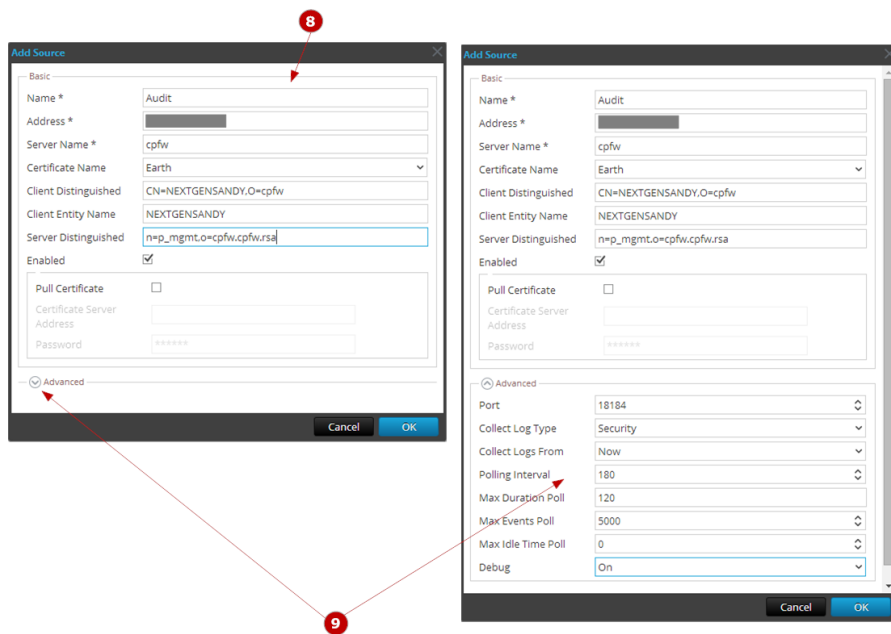 8
Add Source
Basic
Name * Audit
Address *
Server Name * cpfw
Certificate Name Earth
Client Distinguished CN=NEXTGENSANDY,O=cpfw
Client Entity Name NEXTGENSANDY
Server Distinguished n=p_mgmt.o=cpfw.cpfw.rsa
Enabled
Pull Certificate
Certificate Server
Address
Password ******
Advanced
Cancel OK
Add Source
Basic
Name * Audit
Address *
Server Name * cpfw
Certificate Name Earth
Client Distinguished CN=NEXTGENSANDY,O=cpfw
Client Entity Name NEXTGENSANDY
Server Distinguished n=p_mgmt.o=cpfw.cpfw.rsa
Enabled
Pull Certificate
Certificate Server
Address
Password ******
Advanced
Port 18184
Collect Log Type Security
Collect Logs From Now
Polling Interval 180
Max Duration Poll 120
Max Events Poll 5000
Max Idle Time Poll 0
Debug On
Cancel OK
9